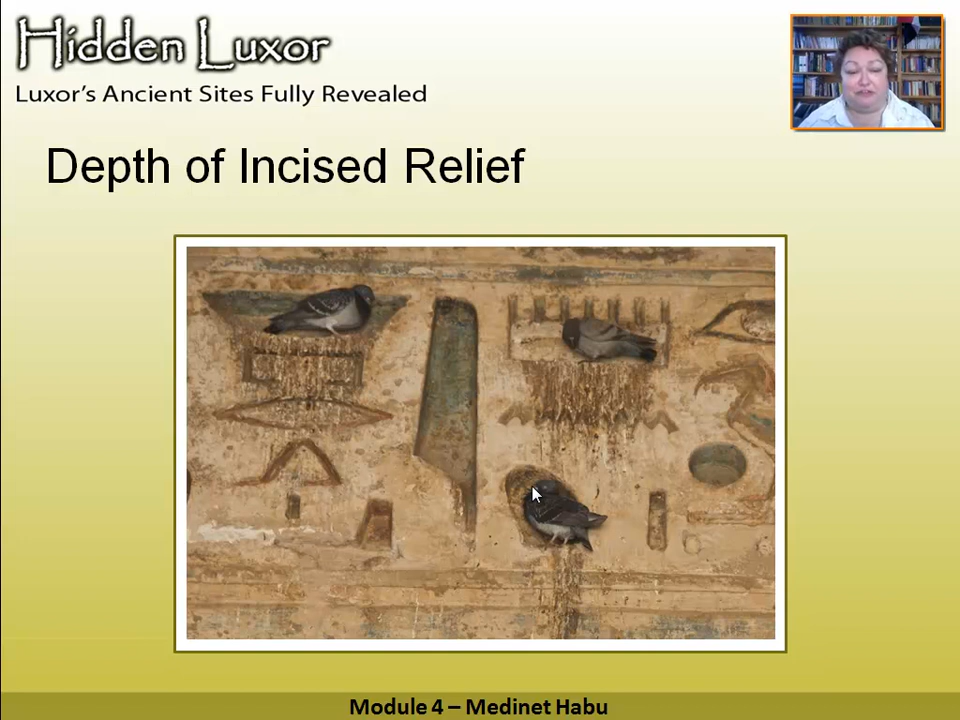 Hidden Luxor
Luxor's Ancient Sites Fully Revealed
Depth of Incised Relief
Module 4 – Medinet Habu